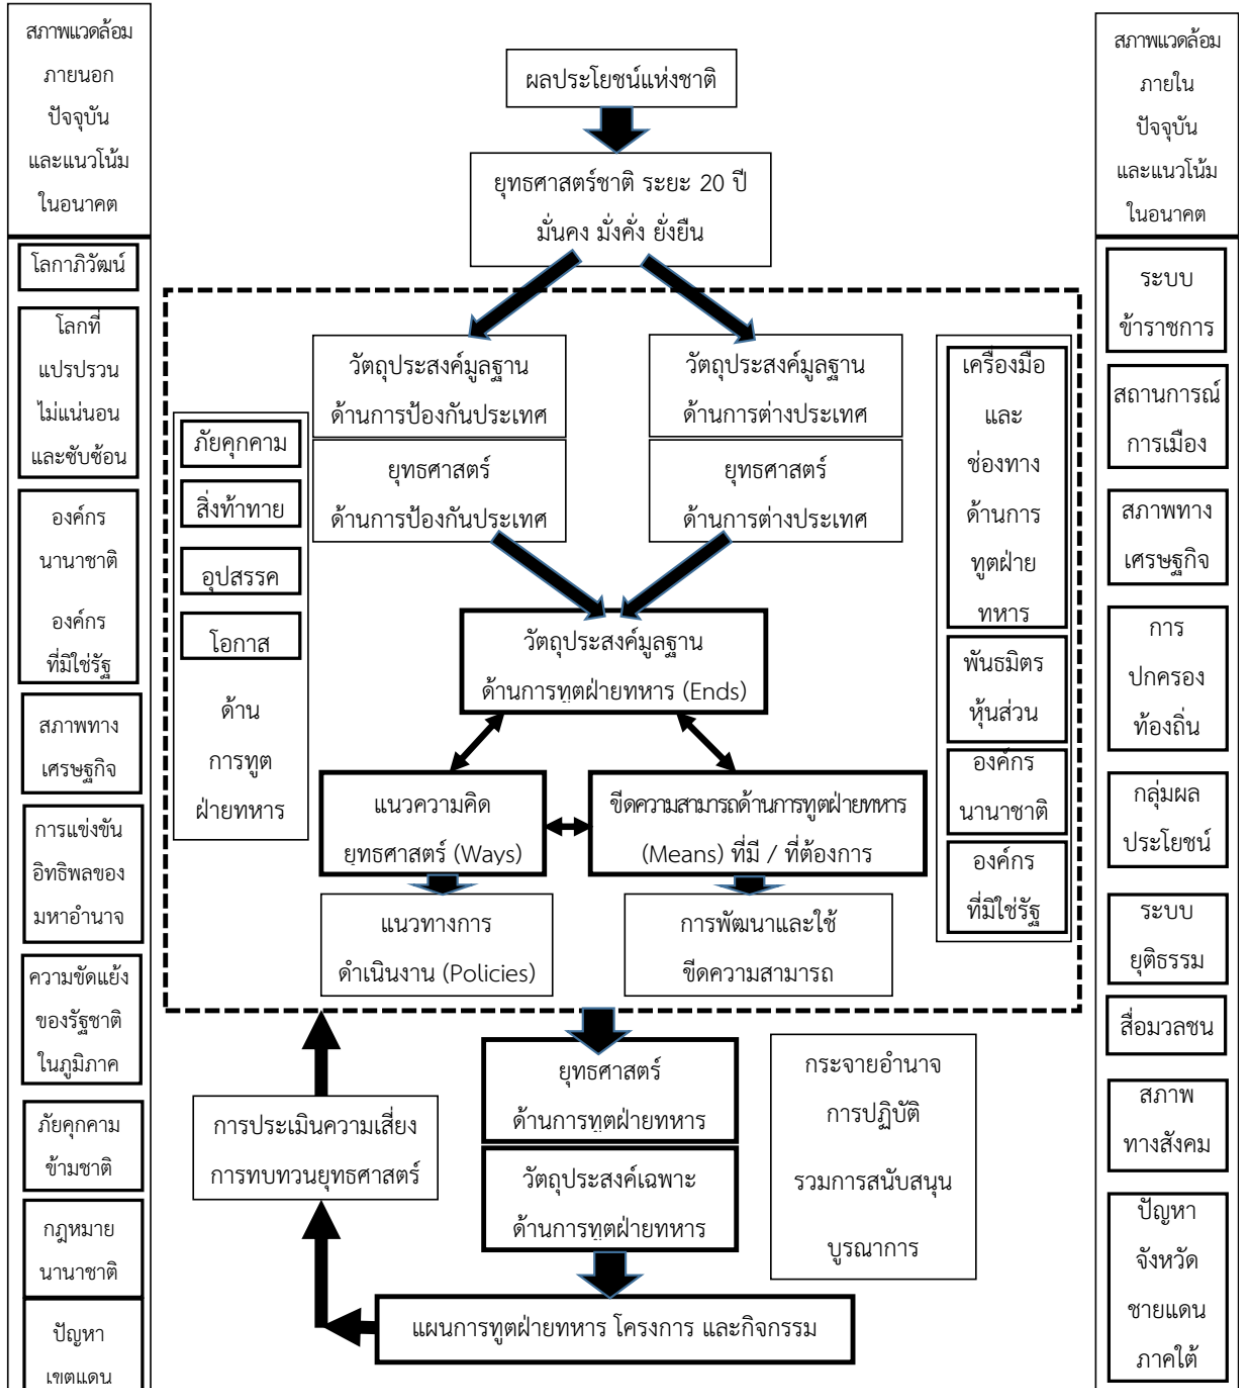 สภาพแวดล้อม
ภายนอก
ปัจจุบัน
และแนวโน้ม
ในอนาคต
โลกาภิวัฒน์
โลกที่
แปรปรวน
ไม่แน่นอน
และซับซ้อน
องค์กร
นานาชาติ
องค์กร
ที่มิใช่รัฐ
สภาพทาง
เศรษฐกิจ
การแข่งขัน
อิทธิพลของ
มหาอำนาจ
ความขัดแย้ง
ของรัฐชาติ
ในภูมิภาค
ภัยคุกคาม
ข้ามชาติ
กฎหมาย
นานาชาติ
ปัญหา
เขตแดน
ผลประโยชน์แห่งชาติ
ยุทธศาสตร์ชาติ ระยะ 20 ปี
มั่นคง มั่งคั่ง ยั่งยืน
วัตถุประสงค์มูลฐาน
ด้านการป้องกันประเทศ
ยุทธศาสตร์
ด้านการป้องกันประเทศ
วัตถุประสงค์มูลฐาน
ด้านการต่างประเทศ
ยุทธศาสตร์
ด้านการต่างประเทศ
ภัยคุกคาม
สิ่งท้าทาย
อุปสรรค
โอกาส
ด้าน
การทูต
ฝ่ายทหาร
วัตถุประสงค์มูลฐาน
ด้านการทูตฝ่ายทหาร (Ends)
แนวความคิด
ยุทธศาสตร์ (Ways)
ขีดความสามารถด้านการทูตฝ่ายทหาร
(Means) ที่มี / ที่ต้องการ
แนวทางการ
ดำเนินงาน (Policies)
การพัฒนาและใช้
ขีดความสามารถ
เครื่องมือ
และ
ช่องทาง
ด้านการ
ทูตฝ่าย
ทหาร
พันธมิตร
หุ้นส่วน
องค์กร
นานาชาติ
องค์กร
ที่มิใช่รัฐ
ยุทธศาสตร์
ด้านการทูตฝ่ายทหาร
วัตถุประสงค์เฉพาะ
ด้านการทูตฝ่ายทหาร
การประเมินความเสี่ยง
การทบทวนยุทธศาสตร์
กระจายอำนาจ
การปฏิบัติ
รวมการสนับสนุน
บูรณาการ
แผนการทูตฝ่ายทหาร โครงการ และกิจกรรม
สภาพแวดล้อม
ภายใน
ปัจจุบัน
และแนวโน้ม
ในอนาคต
ระบบ
ข้าราชการ
สถานการณ์
การเมือง
สภาพทาง
เศรษฐกิจ
การ
ปกครอง
ท้องถิ่น
กลุ่มผล
ประโยชน์
ระบบ
ยุติธรรม
สื่อมวลชน
สภาพ
ทางสังคม
ปัญหา
จังหวัด
ชายแดน
ภาคใต้